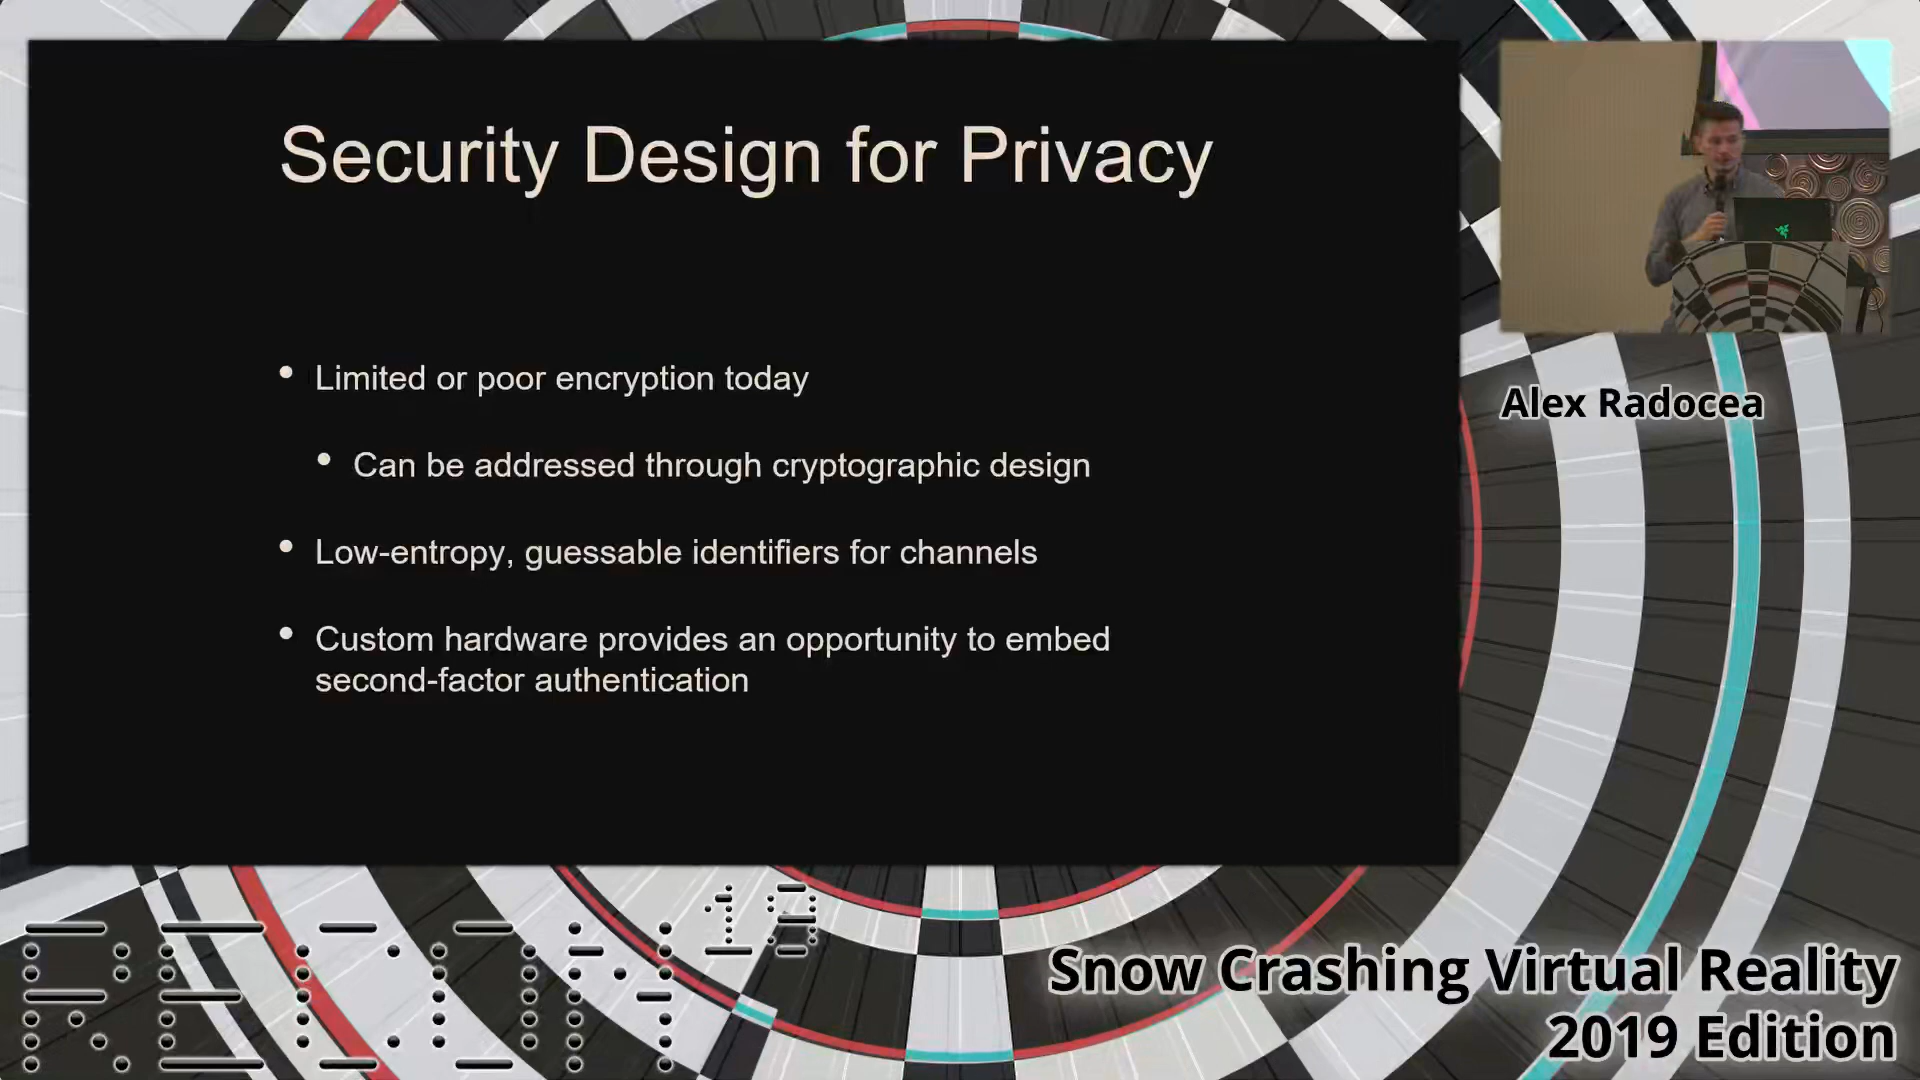 Security Design for Privacy
• Limited or poor encryption today
• Can be addressed through cryptographic design
• Low-entropy, guessable identifiers for channels
• Custom hardware provides an opportunity to embed
second-factor authentication
Alex Radocea
RECON 19
Snow Crashing Virtual Reality
2019 Edition